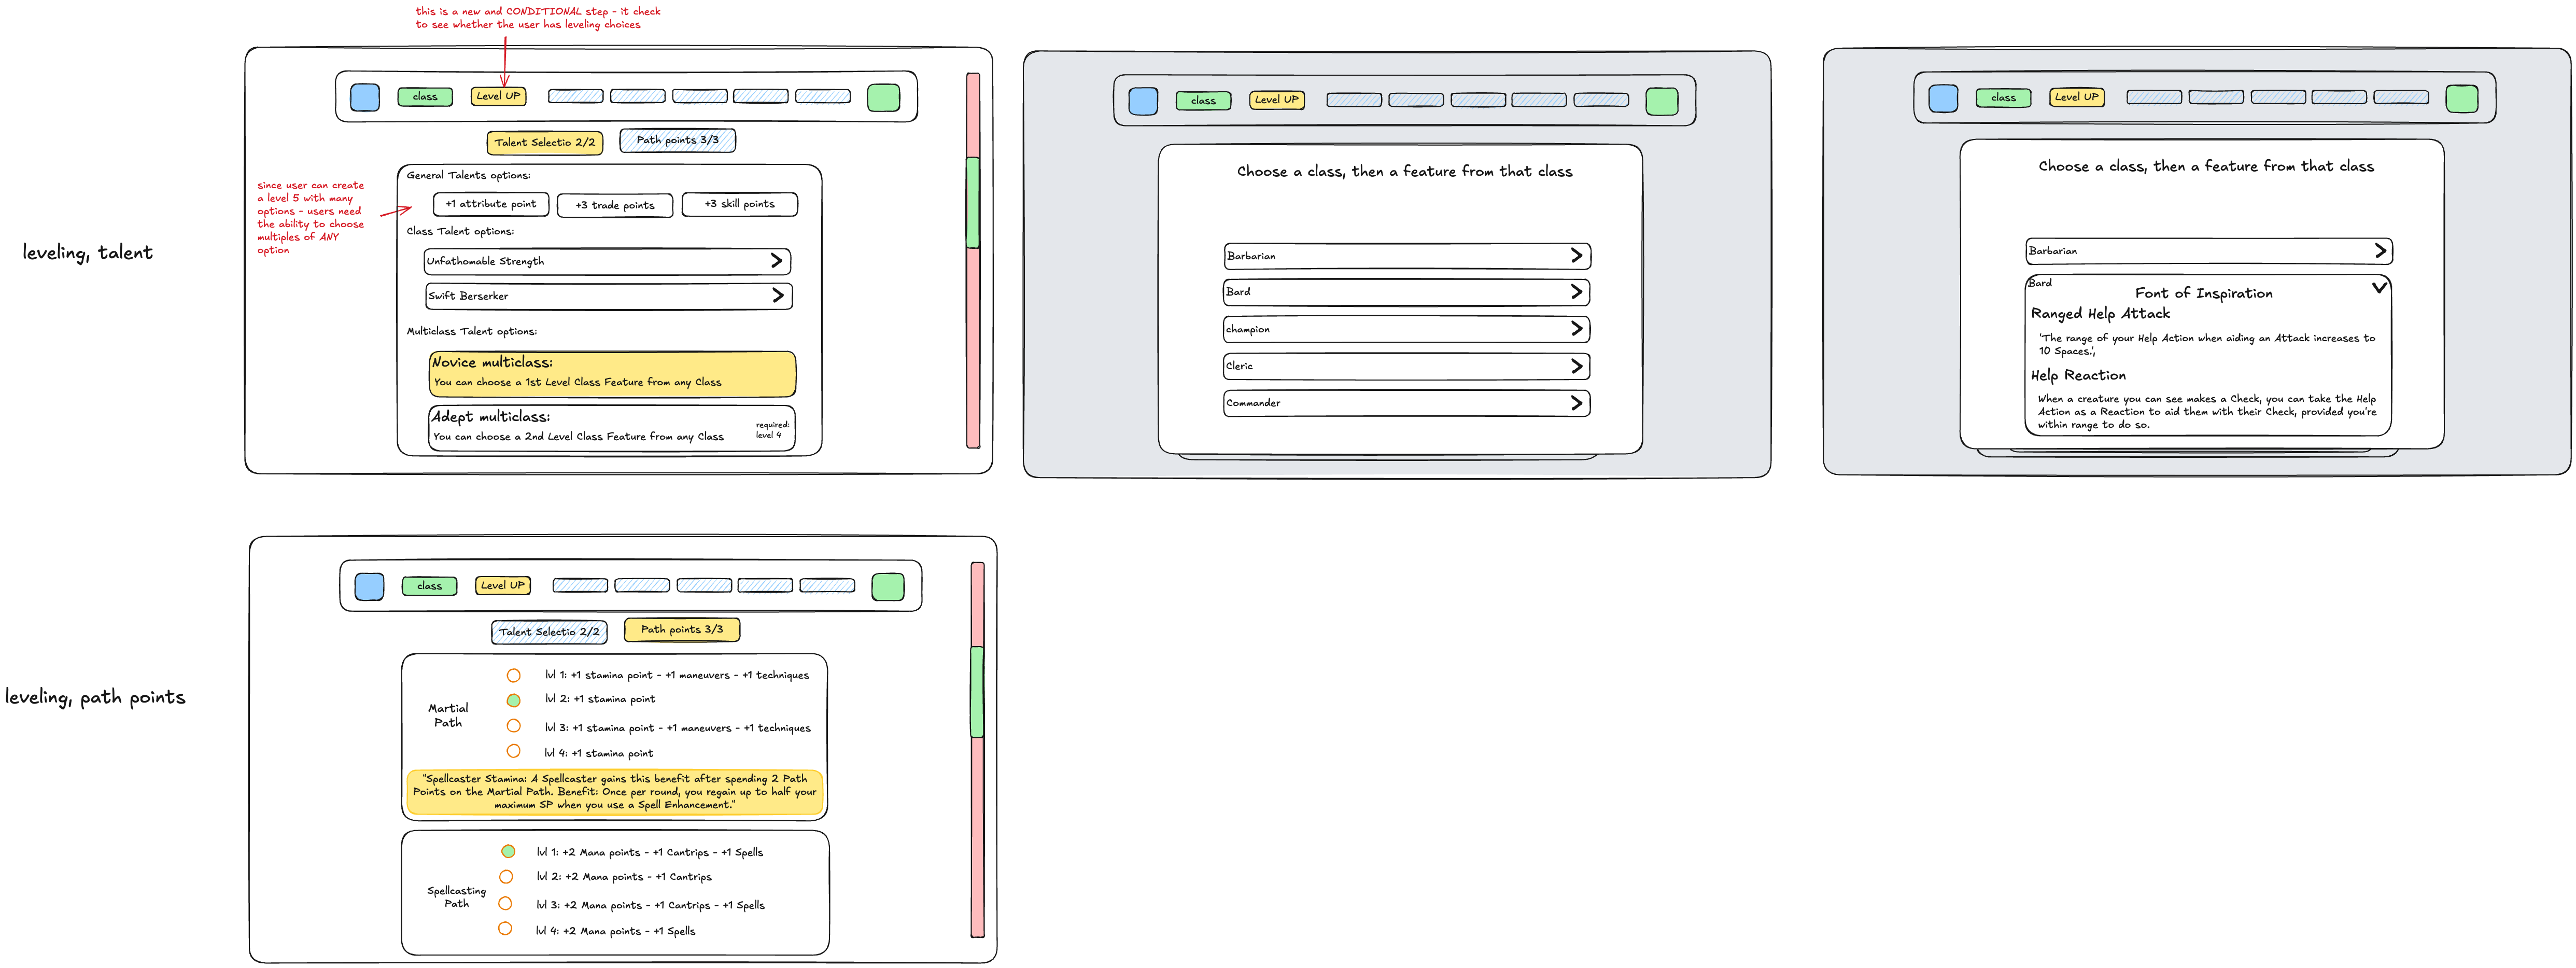 this is a new and CONDITIONAL step - it check
to see whether the user has leveling choices
class
Level UP
Talent Selectio 2/2
Path points 3/3
since user can create
a level 5 with many
options - users need
the ability to choose
multiples of ANY
option
General Talents options:
+1 attribute point
+3 trade points
+3 skill points
Class Talent options:
Unfathomable Strength
Swift Berserker
Multiclass Talent options:
Novice multiclass:
You can choose a 1st Level Class Feature from any Class
Adept multiclass:
You can choose a 2nd Level Class Feature from any Class
required:
level 4
leveling, talent
class
Level UP
Choose a class, then a feature from that class
Barbarian
Bard
champion
Cleric
Commander
class
Level UP
Choose a class, then a feature from that class
Barbarian
Bard
Font of Inspiration
Ranged Help Attack
'The range of your Help Action when aiding an Attack increases to
10 Spaces.',
Help Reaction
When a creature you can see makes a Check, you can take the Help
Action as a Reaction to aid them with their Check, provided you're
within range to do so.
leveling, path points
class
Level UP
Talent Selectio 2/2
Path points 3/3
Martial
Path
lvl 1: +1 stamina point - +1 maneuvers - +1 techniques
lvl 2: +1 stamina point
lvl 3: +1 stamina point - +1 maneuvers - +1 techniques
lvl 4: +1 stamina point
"Spellcaster Stamina: A Spellcaster gains this benefit after spending 2 Path
Points on the Martial Path. Benefit: Once per round, you regain up to half your
maximum SP when you use a Spell Enhancement."
Spellcasting
Path
lvl 1: +2 Mana points - +1 Cantrips - +1 Spells
lvl 2: +2 Mana points - +1 Cantrips
lvl 3: +2 Mana points - +1 Cantrips - +1 Spells
lvl 4: +2 Mana points - +1 Spells